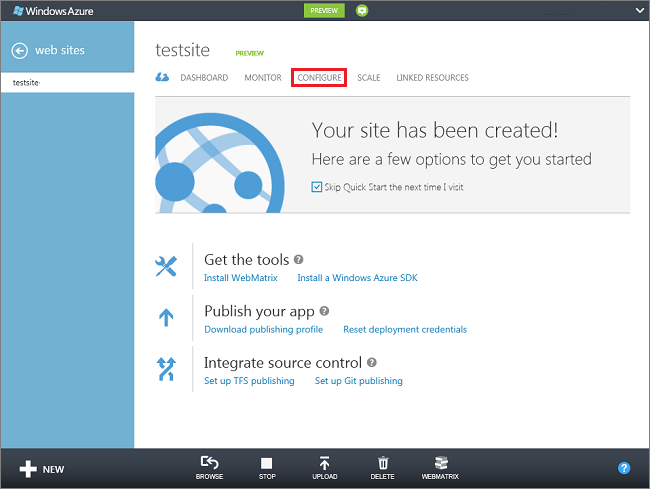 Windows Azure
PREVIEW
web sites
testsite
testsite PREVIEW
DASHBOARD MONITOR CONFIGURE SCALE LINKED RESOURCES
Your site has been created!
Here are a few options to get you started
Skip Quick Start the next time I visit
Get the tools ?
Install WebMatrix Install a Windows Azure SDK
Publish your app ?
Download publishing profile Reset deployment credentials
Integrate source control ?
Set up TFS publishing Set up Git publishing
NEW
BROWSE STOP UPLOAD DELETE WEBMATRIX
?